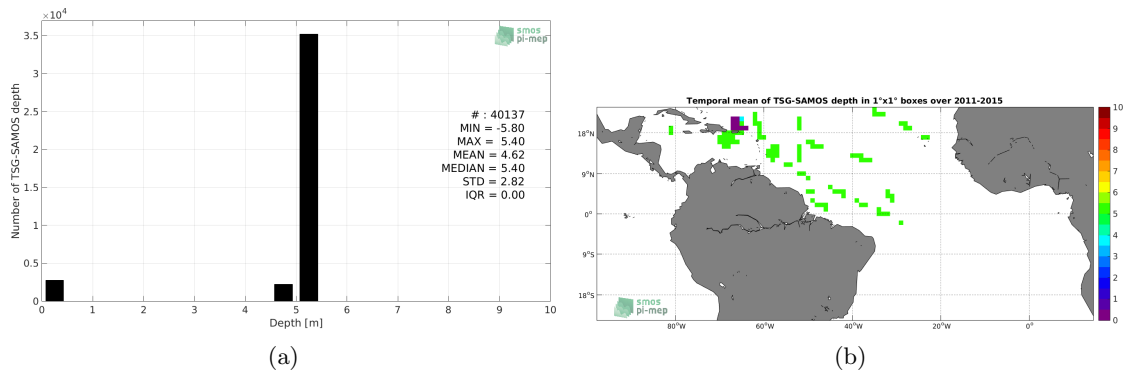 ×10⁴
smos
pi-mep
3.5
3
2.5
2
1.5
1
0.5
0
Number of TSG-SAMOS depth
# : 40137
MIN = -5.80
MAX = 5.40
MEAN = 4.62
MEDIAN = 5.40
STD = 2.82
IQR = 0.00
0 1 2 3 4 5 6 7 8 9 10
Depth [m]
(a)
Temporal mean of TSG-SAMOS depth in 1°x1° boxes over 2011-2015
18°N
9°N
0°
9°S
18°S
80°W 60°W 40°W 20°W 0°
smos
pi-mep
10
9
8
7
6
5
4
3
2
1
0
(b)